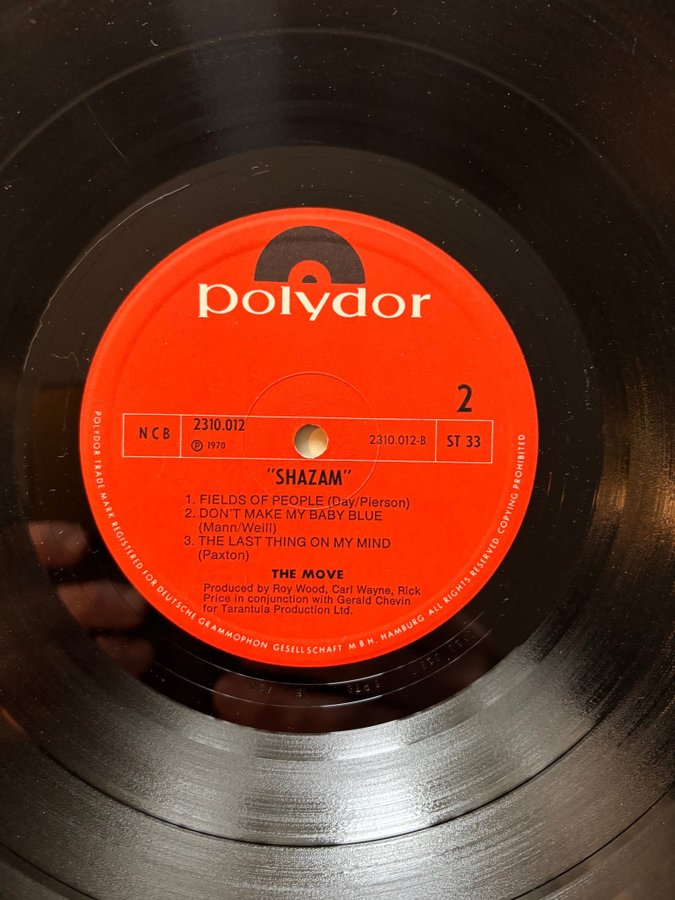 polydor
2
NCB
2310.012
℗ 1970
2310.012-B
ST 33
"SHAZAM"
1. FIELDS OF PEOPLE (Day/Pierson)
2. DON'T MAKE MY BABY BLUE
(Mann/Weill)
3. THE LAST THING ON MY MIND
(Paxton)
THE MOVE
Produced by Roy Wood, Carl Wayne, Rick
Price in conjunction with Gerald Chevin
for Tarantula Production Ltd.
POLYDOR TRADE MARK REGISTERED FOR DEUTSCHE GRAMMOPHON GESELLSCHAFT M.B.H. HAMBURG ALL RIGHTS RESERVED COPYING PROHIBITED